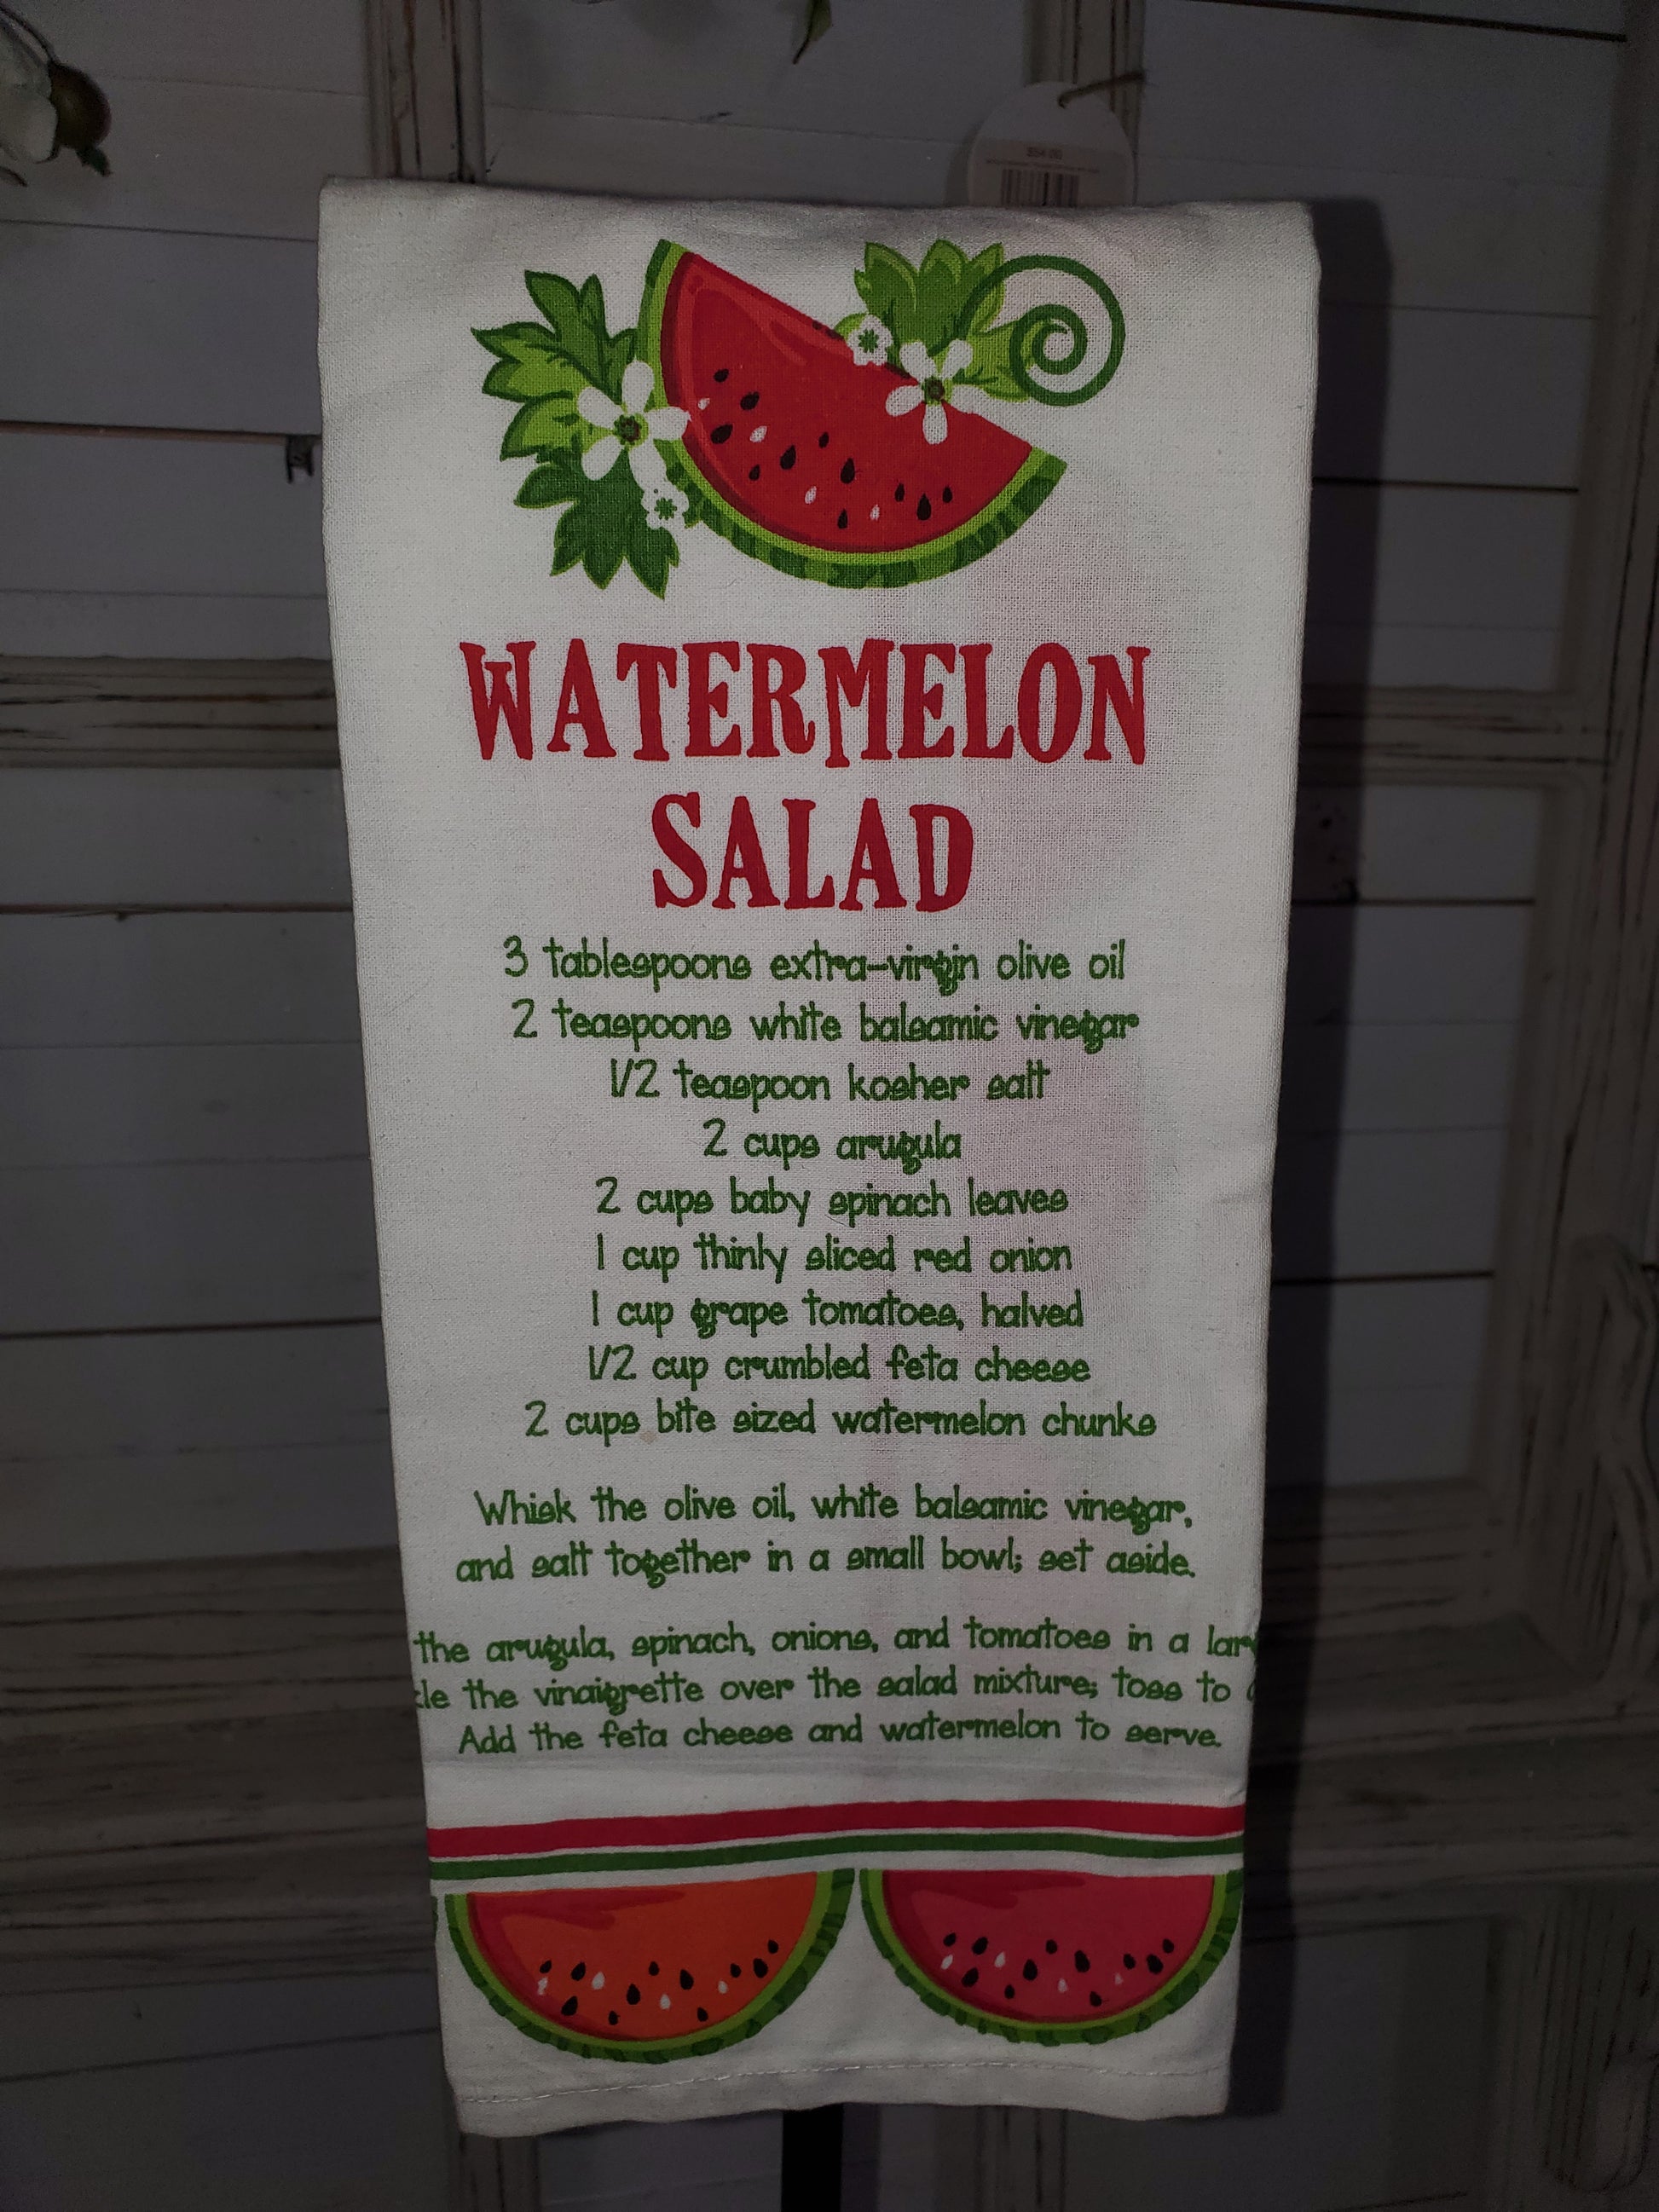 WATERMELON
SALAD
3 tablespoons extra-virgin olive oil
2 teaspoons white balsamic vinegar
1/2 teaspoon kosher salt
2 cups arugula
2 cups baby spinach leaves
1 cup thinly sliced red onion
1 cup grape tomatoes, halved
1/2 cup crumbled feta cheese
2 cups bite sized watermelon chunks
Whisk the olive oil, white balsamic vinegar,
and salt together in a small bowl; set aside.
the arugula, spinach, onions, and tomatoes in a
the vinaigrette over the salad mixture; toss to
Add the feta cheese and watermelon to serve.